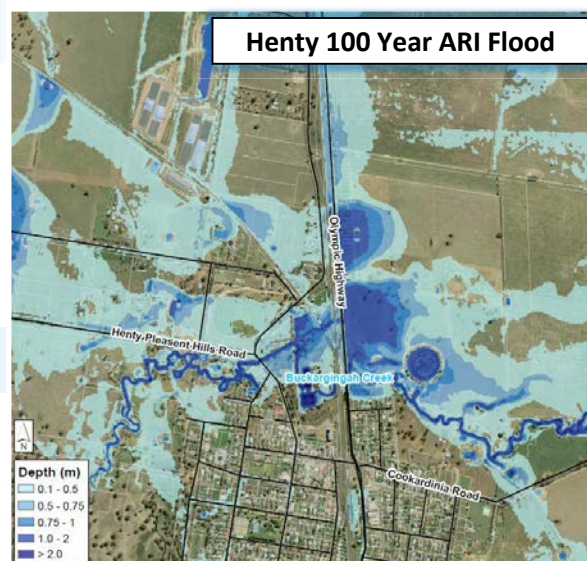 Henty 100 Year ARI Flood
Olympic Highway
Henty Pleasent Hills Road
Buckargingah Creek
Cookardinia Road
N
Depth (m)
0.1 - 0.5
0.5 - 0.75
0.75 - 1
1.0 - 2
> 2.0